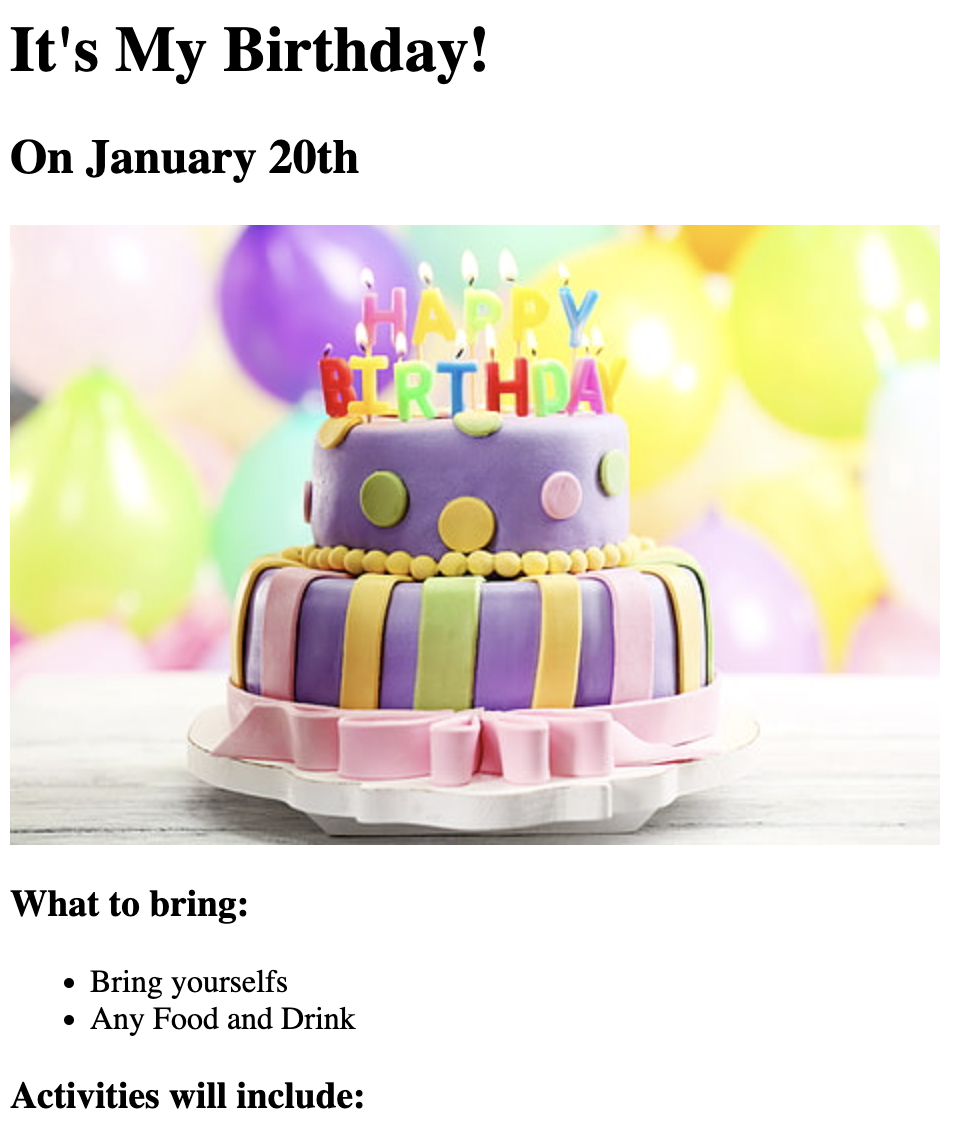 It's My Birthday!
On January 20th
HAPPY
BIRTHDAY
What to bring:
Bring yourselfs
Any Food and Drink
Activities will include: